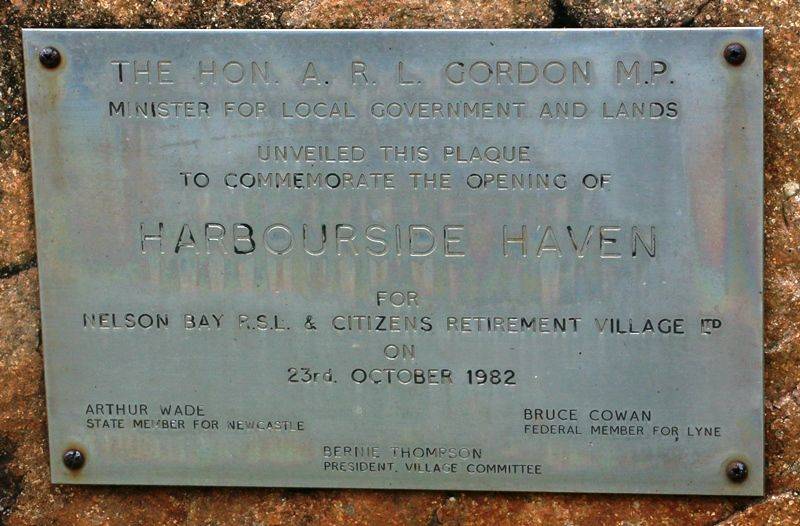 THE HON. A. R. L. GORDON M.P.
MINISTER FOR LOCAL GOVERNMENT AND LANDS
UNVEILED THIS PLAQUE
TO COMMEMORATE THE OPENING OF
HARBOURSIDE HAVEN
FOR
NELSON BAY R.S.L. & CITIZENS RETIREMENT VILLAGE LTD
ON
23rd. OCTOBER 1982
ARTHUR WADE
STATE MEMBER FOR NEWCASTLE
BRUCE COWAN
FEDERAL MEMBER FOR LYNE
BERNIE THOMPSON
PRESIDENT, VILLAGE COMMITTEE